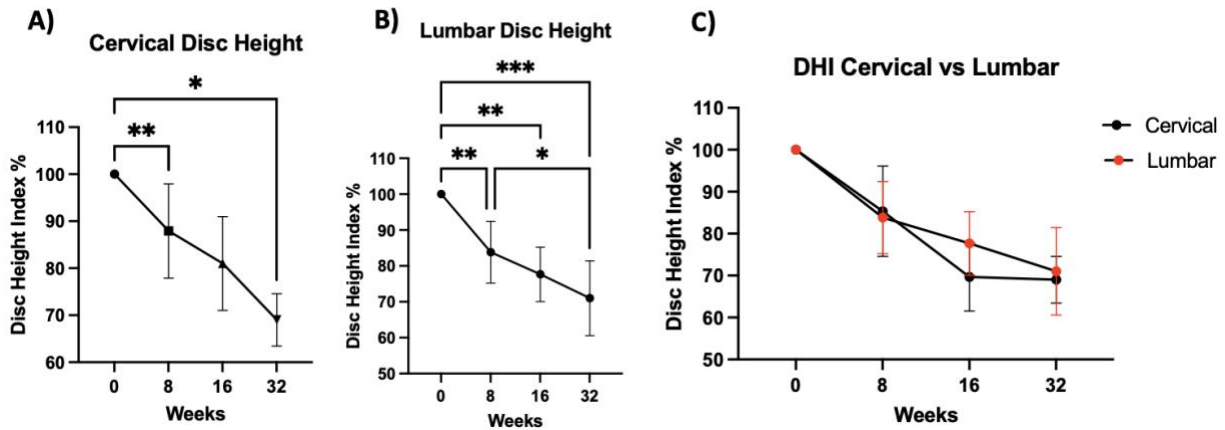 A)
Cervical Disc Height
*
**
110
100
90
80
70
60
Disc Height Index %
0 8 16 32
Weeks
B)
Lumbar Disc Height
***
**
** *
110
100
90
80
70
60
50
Disc Height Index %
0 8 16 32
Weeks
C)
DHI Cervical vs Lumbar
110
100
90
80
70
60
50
Disc Height Index %
0 8 16 32
Weeks
Cervical
Lumbar